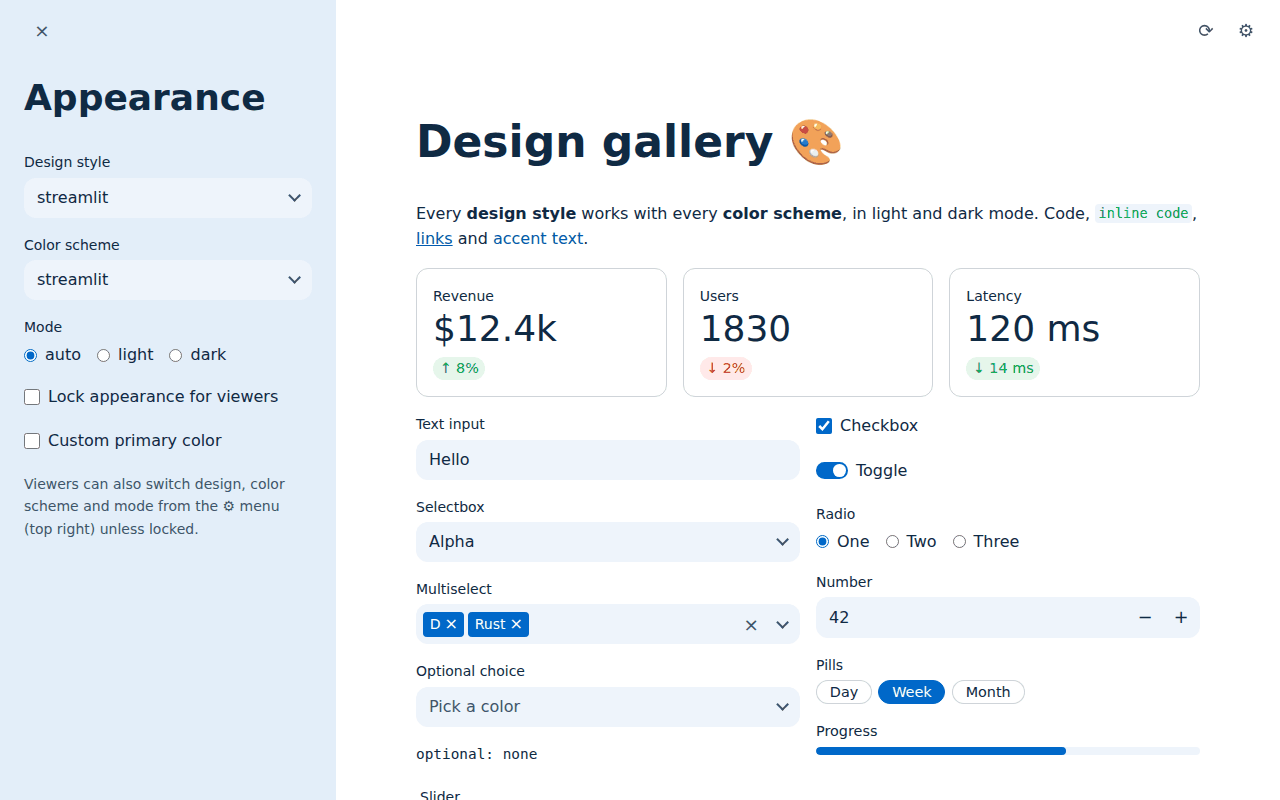 Appearance
Design style
streamlit
Color scheme
streamlit
Mode
auto light dark
Lock appearance for viewers
Custom primary color
Viewers can also switch design, color
scheme and mode from the ⚙ menu
(top right) unless locked.
Design gallery 🎨
Every design style works with every color scheme, in light and dark mode. Code, inline code,
links and accent text.
Revenue
$12.4k
↑ 8%
Users
1830
↓ 2%
Latency
120 ms
↓ 14 ms
Text input
Hello
Selectbox
Alpha
Multiselect
D Rust
Optional choice
Pick a color
optional: none
Slider
Checkbox
Toggle
Radio
One Two Three
Number
42
Pills
Day Week Month
Progress